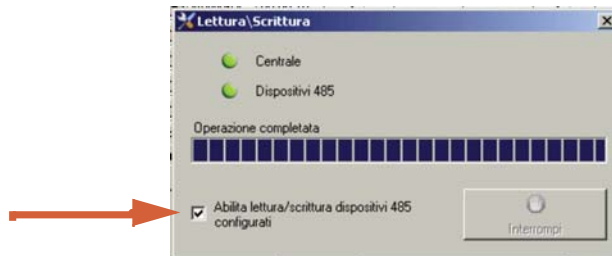 Lettura\Scrittura
Centrale
Dispositivi 485
Operazione completata
Abilita lettura/scrittura dispositivi 485
configurati
Interrompi